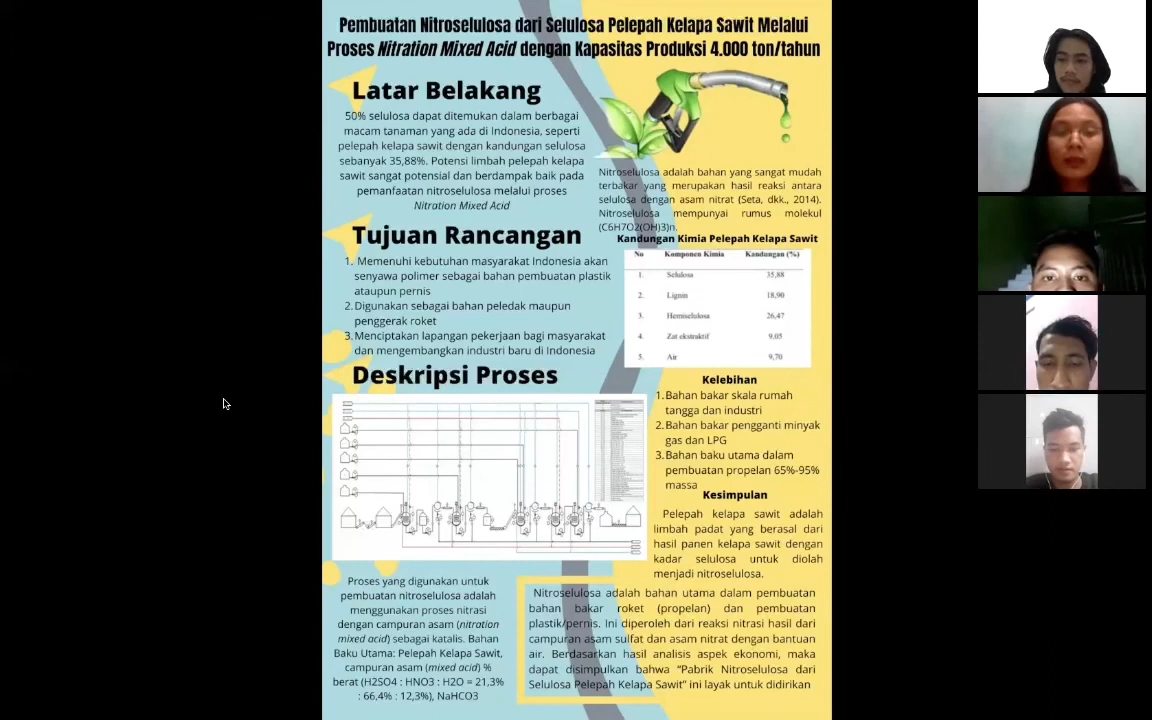 Pembuatan Nitroselulosa dari Selulosa Pelepah Kelapa Sawit Melalui
Proses Nitration Mixed Acid dengan Kapasitas Produksi 4.000 ton/tahun
Latar Belakang
50% selulosa dapat ditemukan dalam berbagai
macam tanaman yang ada di Indonesia, seperti
pelepah kelapa sawit dengan kandungan selulosa
sebanyak 35,88%. Potensi limbah pelepah kelapa
sawit sangat potensial dan berdampak baik pada
pemanfaatan nitroselulosa melalui proses
Nitration Mixed Acid
Tujuan Rancangan
1. Memenuhi kebutuhan masyarakat Indonesia akan
senyawa polimer sebagai bahan pembuatan plastik
ataupun pernis
2. Digunakan sebagai bahan peledak maupun
penggerak roket
3. Menciptakan lapangan pekerjaan bagi masyarakat
dan mengembangkan industri baru di Indonesia
Deskripsi Proses
Proses yang digunakan untuk
pembuatan nitroselulosa adalah
menggunakan proses nitrasi
dengan campuran asam (nitration
mixed acid) sebagai katalis. Bahan
Baku Utama: Pelepah Kelapa Sawit,
campuran asam (mixed acid) %
berat (H2SO4 : HNO3 : H2O = 21,3%
: 66,4% : 12,3%), NaHCO3
Nitroselulosa adalah bahan yang sangat mudah
terbakar yang merupakan hasil reaksi antara
selulosa dengan asam nitrat (Seta, dkk., 2014).
Nitroselulosa mempunyai rumus molekul
(C6H7O2(OH)3)n.
Kandungan Kimia Pelepah Kelapa Sawit
No Komponen Kimia Kandungan (%)
1. Selulosa 35,88
2. Lignin 18,90
3. Hemiselulosa 26,47
4. Zat ekstraktif 9,05
5. Air 9,70
Kelebihan
1. Bahan bakar skala rumah
tangga dan industri
2. Bahan bakar pengganti minyak
gas dan LPG
3. Bahan baku utama dalam
pembuatan propelan 65%-95%
massa
Kesimpulan
Pelepah kelapa sawit adalah
limbah padat yang berasal dari
hasil panen kelapa sawit dengan
kadar selulosa untuk diolah
menjadi nitroselulosa.
Nitroselulosa adalah bahan utama dalam pembuatan
bahan bakar roket (propelan) dan pembuatan
plastik/pernis. Ini diperoleh dari reaksi nitrasi hasil dari
campuran asam sulfat dan asam nitrat dengan bantuan
air. Berdasarkan hasil analisis aspek ekonomi, maka
dapat disimpulkan bahwa “Pabrik Nitroselulosa dari
Selulosa Pelepah Kelapa Sawit” ini layak untuk didirikan